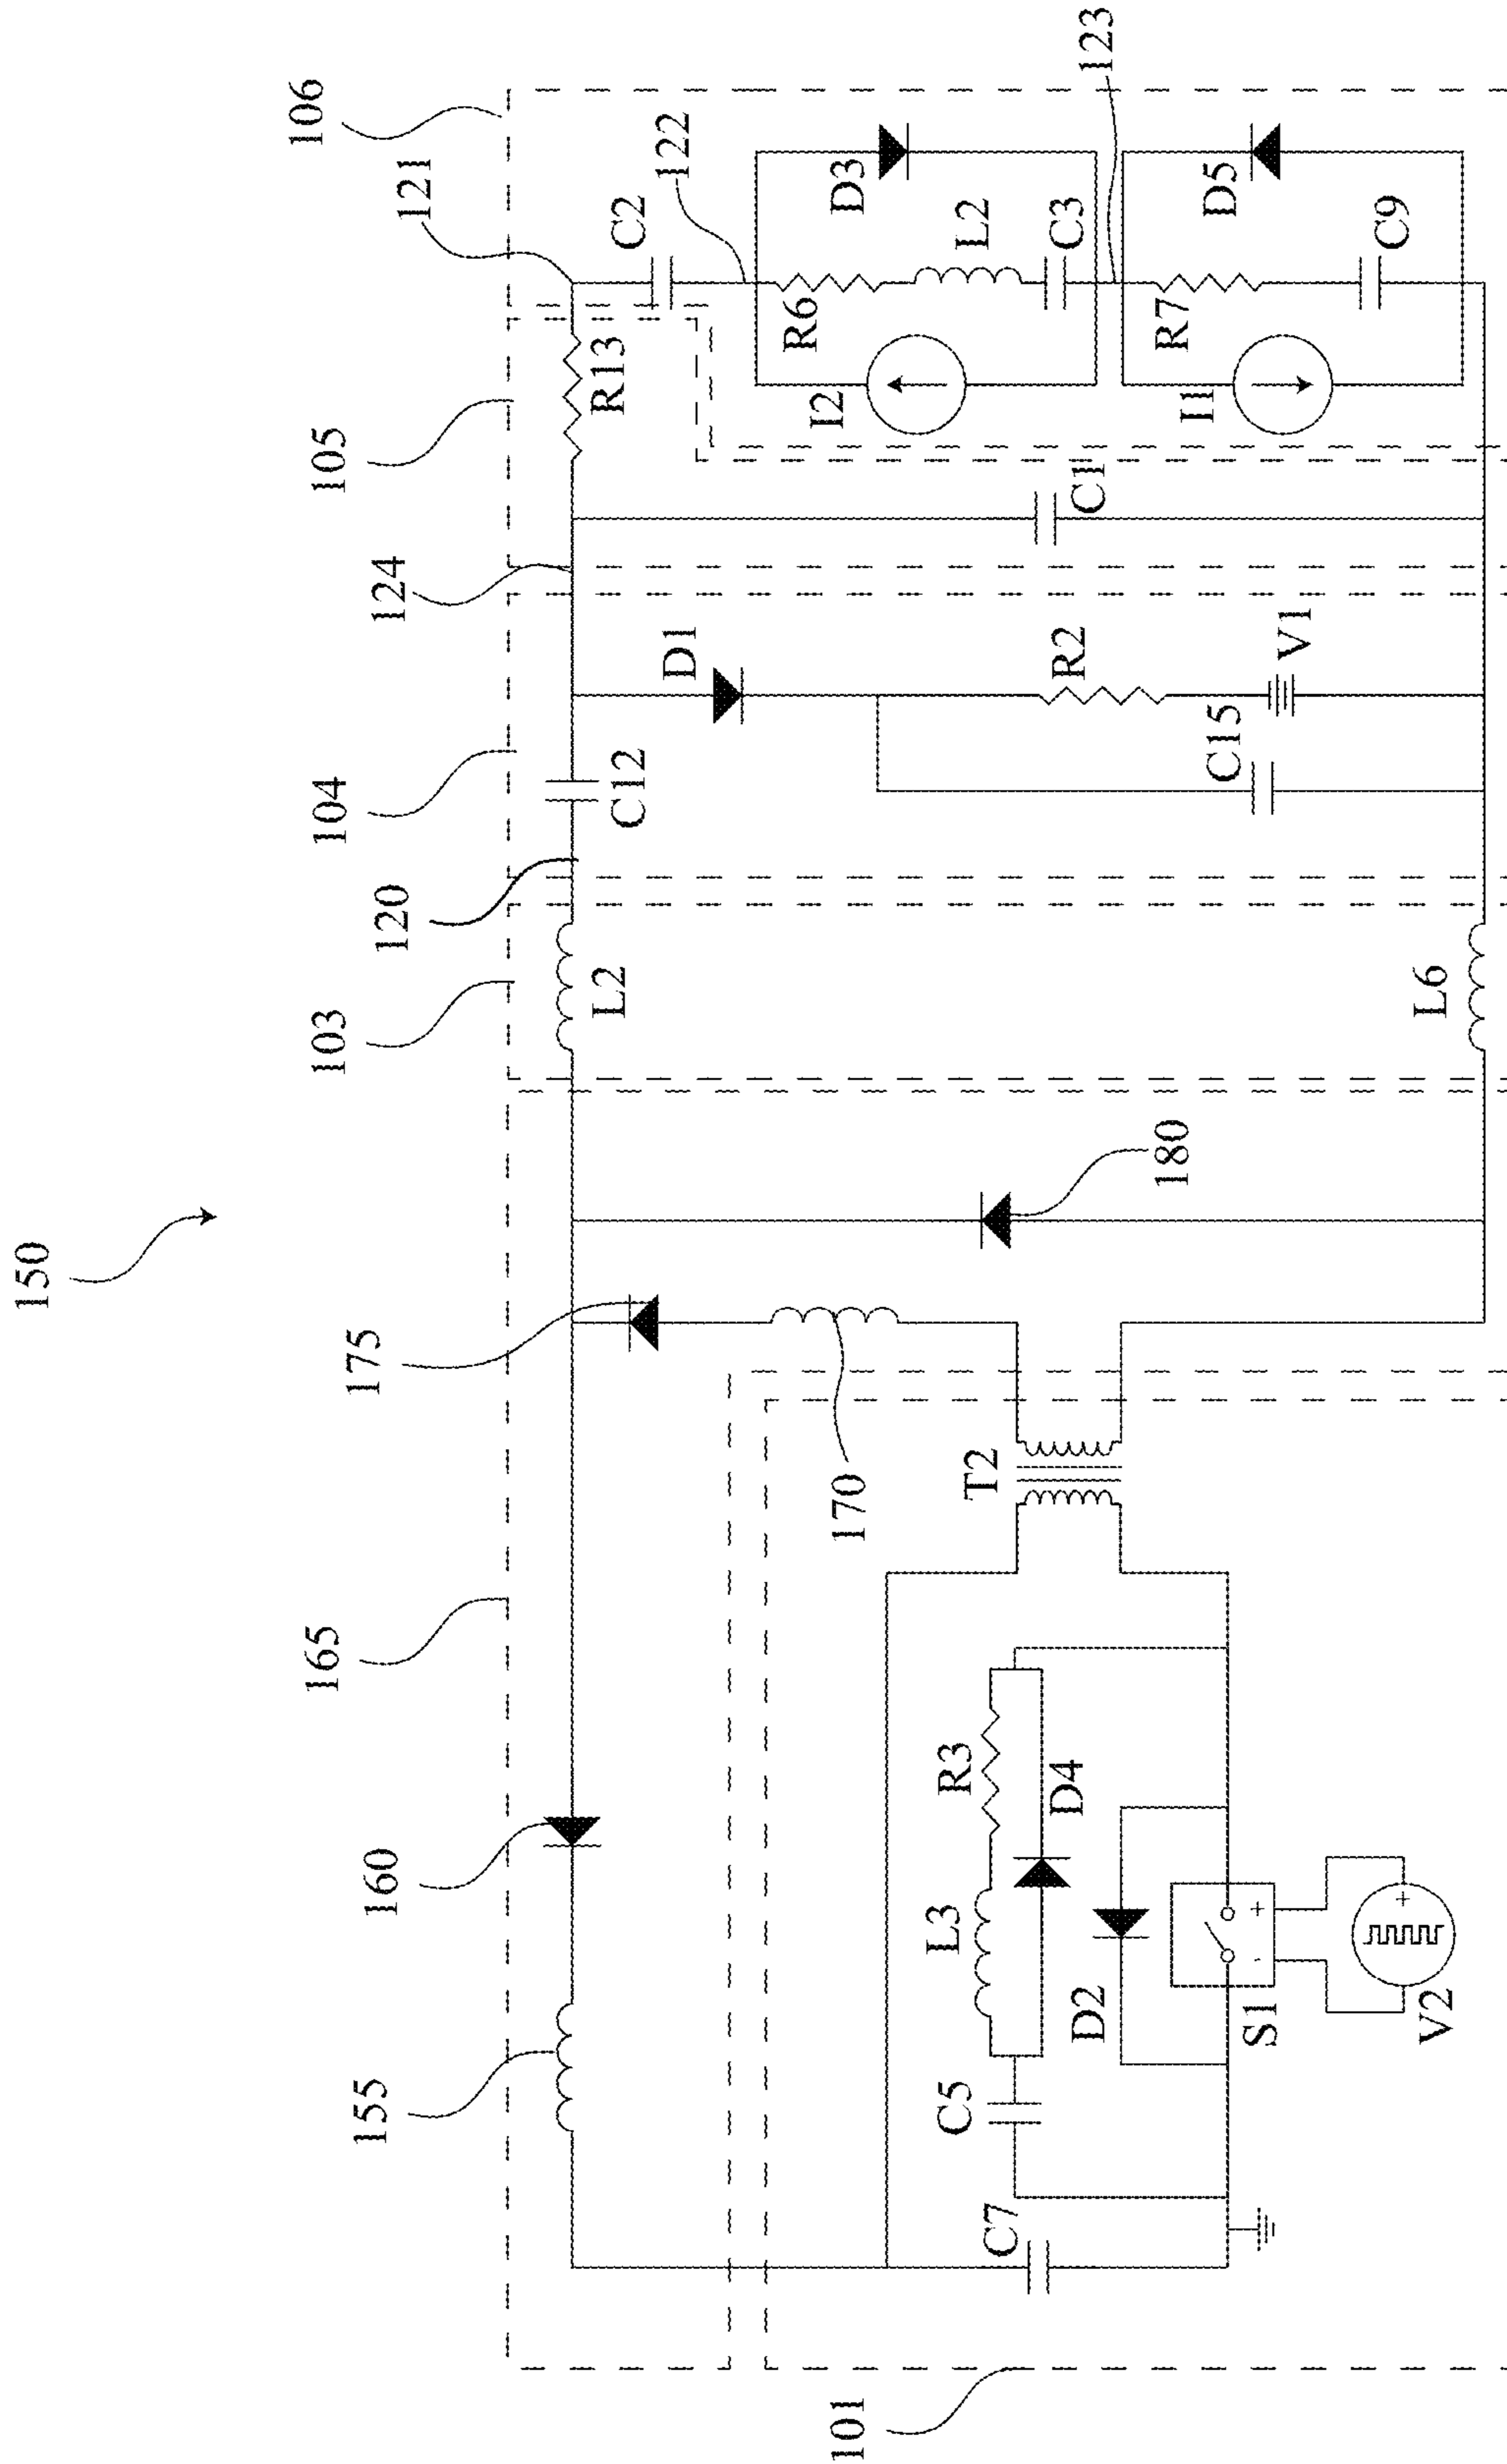 150
106
105
104
103
165
160
155
101
121
122
123
124
120
175
170
180
C2
D3
R6
L2
C3
I2
D5
R7
C9
I1
R13
C1
D1
R2
V1
C15
C12
L2
L6
T2
R3
D4
L3
D2
C5
C7
S1
+
-
V2
+